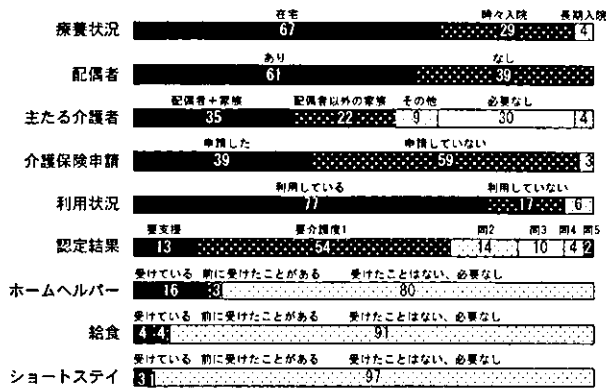 在宅 時々入院 長期入院
療養状況 67 29 4
あり なし
配偶者 61 39
配偶者+家族 配偶者以外の家族 その他 必要なし
主たる介護者 35 22 9 30 4
申請した 申請していない
介護保険申請 39 59 3
利用している 利用していない
利用状況 77 17 6
要支援 要介護度1 同2 同3 同4 同5
認定結果 13 54 14 10 4 2
受けている 前に受けたことがある 受けたことはない、必要なし
ホームヘルパー 16 3 80
受けている 前に受けたことがある 受けたことはない、必要なし
給食 4 4 91
受けている 前に受けたことがある 受けたことはない、必要なし
ショートステイ 3 1 97